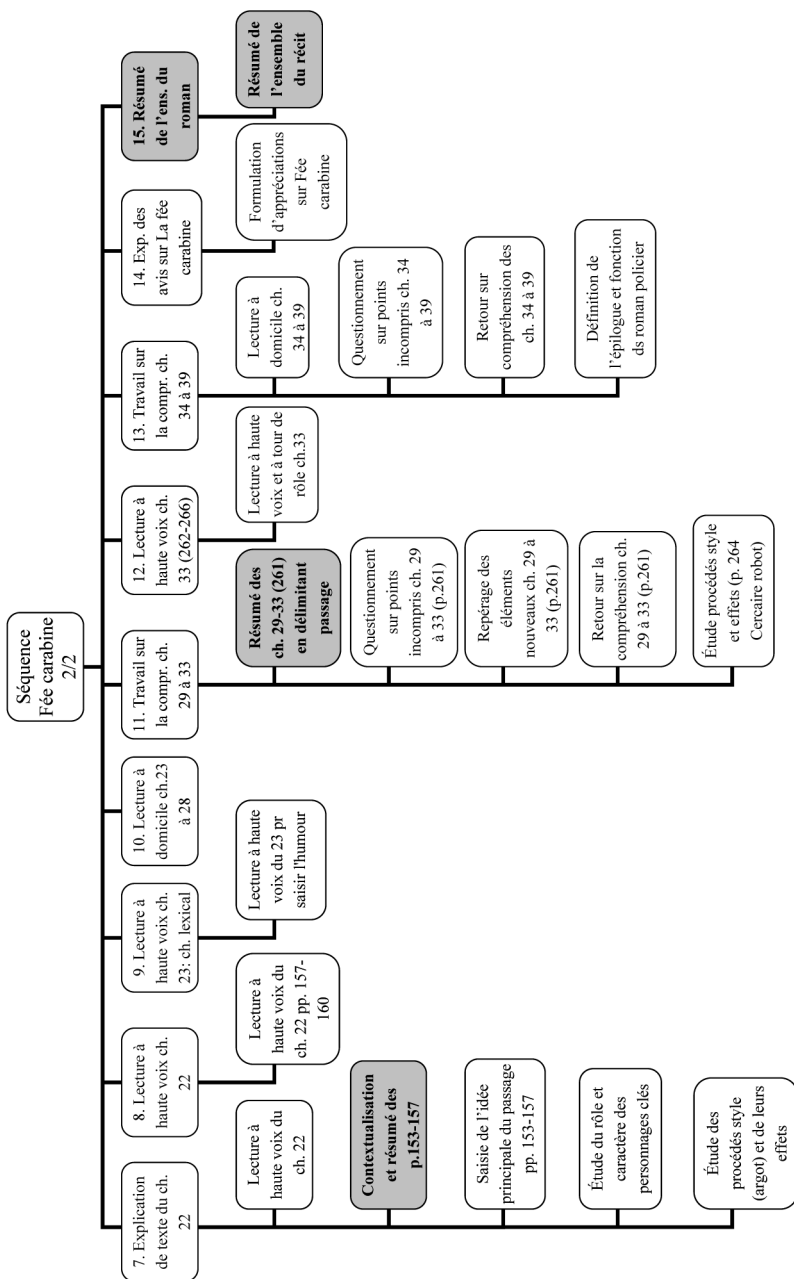 Séquence
Fée carabine
2/2
7. Explication
de texte du ch.
22
Lecture à
haute voix du
ch. 22
Contextualisation
et résumé des
p.153-157
Saisie de l'idée
principale du passage
pp. 153-157
Étude du rôle et
caractère des
personnages clés
Étude des
procédés style
(argot) et de leurs
effets
8. Lecture à
haute voix ch.
22
Lecture à
haute voix du
ch. 22 pp. 157-
160
9. Lecture à
haute voix ch.
23: ch. lexical
Lecture à haute
voix du 23 pr
saisir l'humour
10. Lecture à
domicile ch.23
à 28
11. Travail sur
la compr. ch.
29 à 33
Résumé des
ch. 29-33 (261)
en délimitant
passage
Questionnement
sur points
incompris ch. 29
à 33 (p.261)
Repérage des
éléments
nouveaux ch. 29 à
33 (p.261)
Retour sur la
compréhension ch.
29 à 33 (p.261)
Étude procédés style
et effets (p. 264
Cercaire robot)
12. Lecture à
haute voix ch.
33 (262-266)
Lecture à haute
voix et à tour de
rôle ch.33
13. Travail sur
la compr. ch.
34 à 39
Lecture à
domicile ch.
34 à 39
Questionnement
sur points
incompris ch. 34
à 39
Retour sur
compréhension des
ch. 34 à 39
Définition de
l'épilogue et fonction
ds roman policier
14. Exp. des
avis sur La fée
carabine
Formulation
d'appréciations
sur Fée
carabine
15. Résumé
de l'ens. du
roman
Résumé de
l'ensemble
du récit